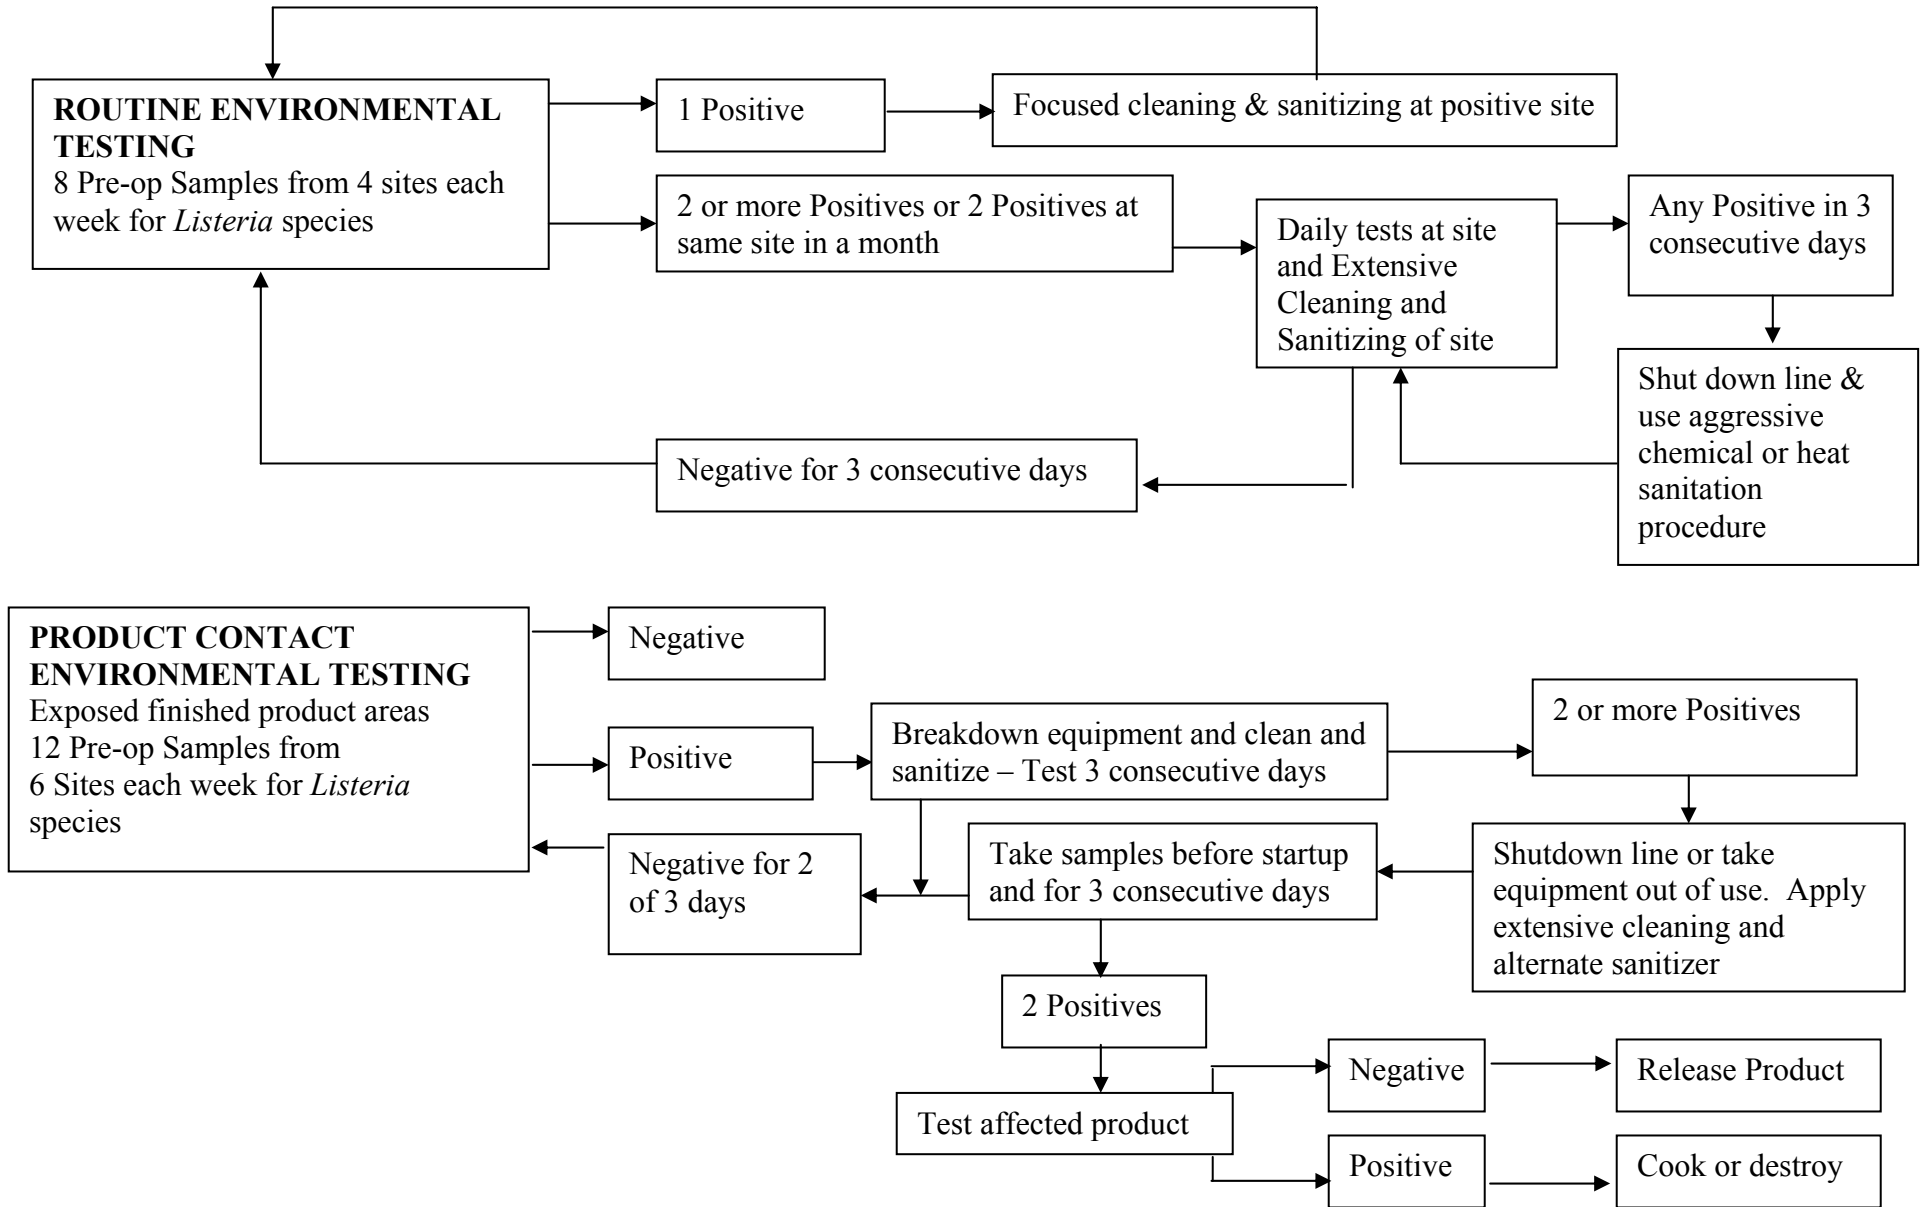 ROUTINE ENVIRONMENTAL
TESTING
8 Pre-op Samples from 4 sites each
week for Listeria species
1 Positive
Focused cleaning & sanitizing at positive site
2 or more Positives or 2 Positives at
same site in a month
Daily tests at site
and Extensive
Cleaning and
Sanitizing of site
Any Positive in 3
consecutive days
Shut down line &
use aggressive
chemical or heat
sanitation
procedure
Negative for 3 consecutive days
PRODUCT CONTACT
ENVIRONMENTAL TESTING
Exposed finished product areas
12 Pre-op Samples from
6 Sites each week for Listeria
species
Negative
Positive
Breakdown equipment and clean and
sanitize – Test 3 consecutive days
2 or more Positives
Negative for 2
of 3 days
Take samples before startup
and for 3 consecutive days
Shutdown line or take
equipment out of use.  Apply
extensive cleaning and
alternate sanitizer
2 Positives
Test affected product
Negative
Release Product
Positive
Cook or destroy